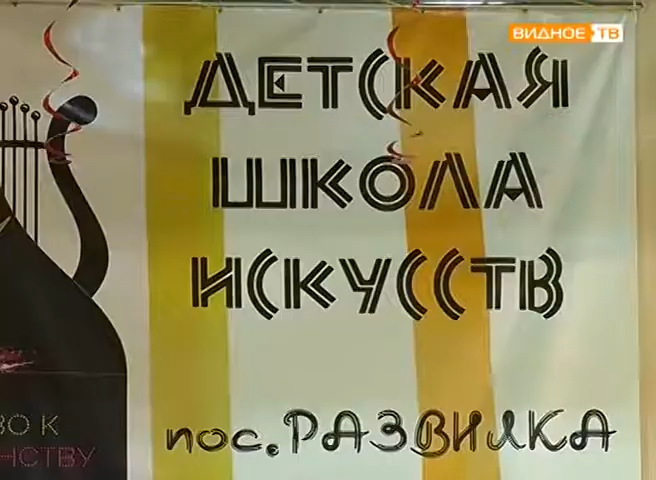 ВИДНОЕ ТВ
ДЕТСКАЯ
ШКОЛА
ИСКУССТВ
пос. РАЗВИЛКА